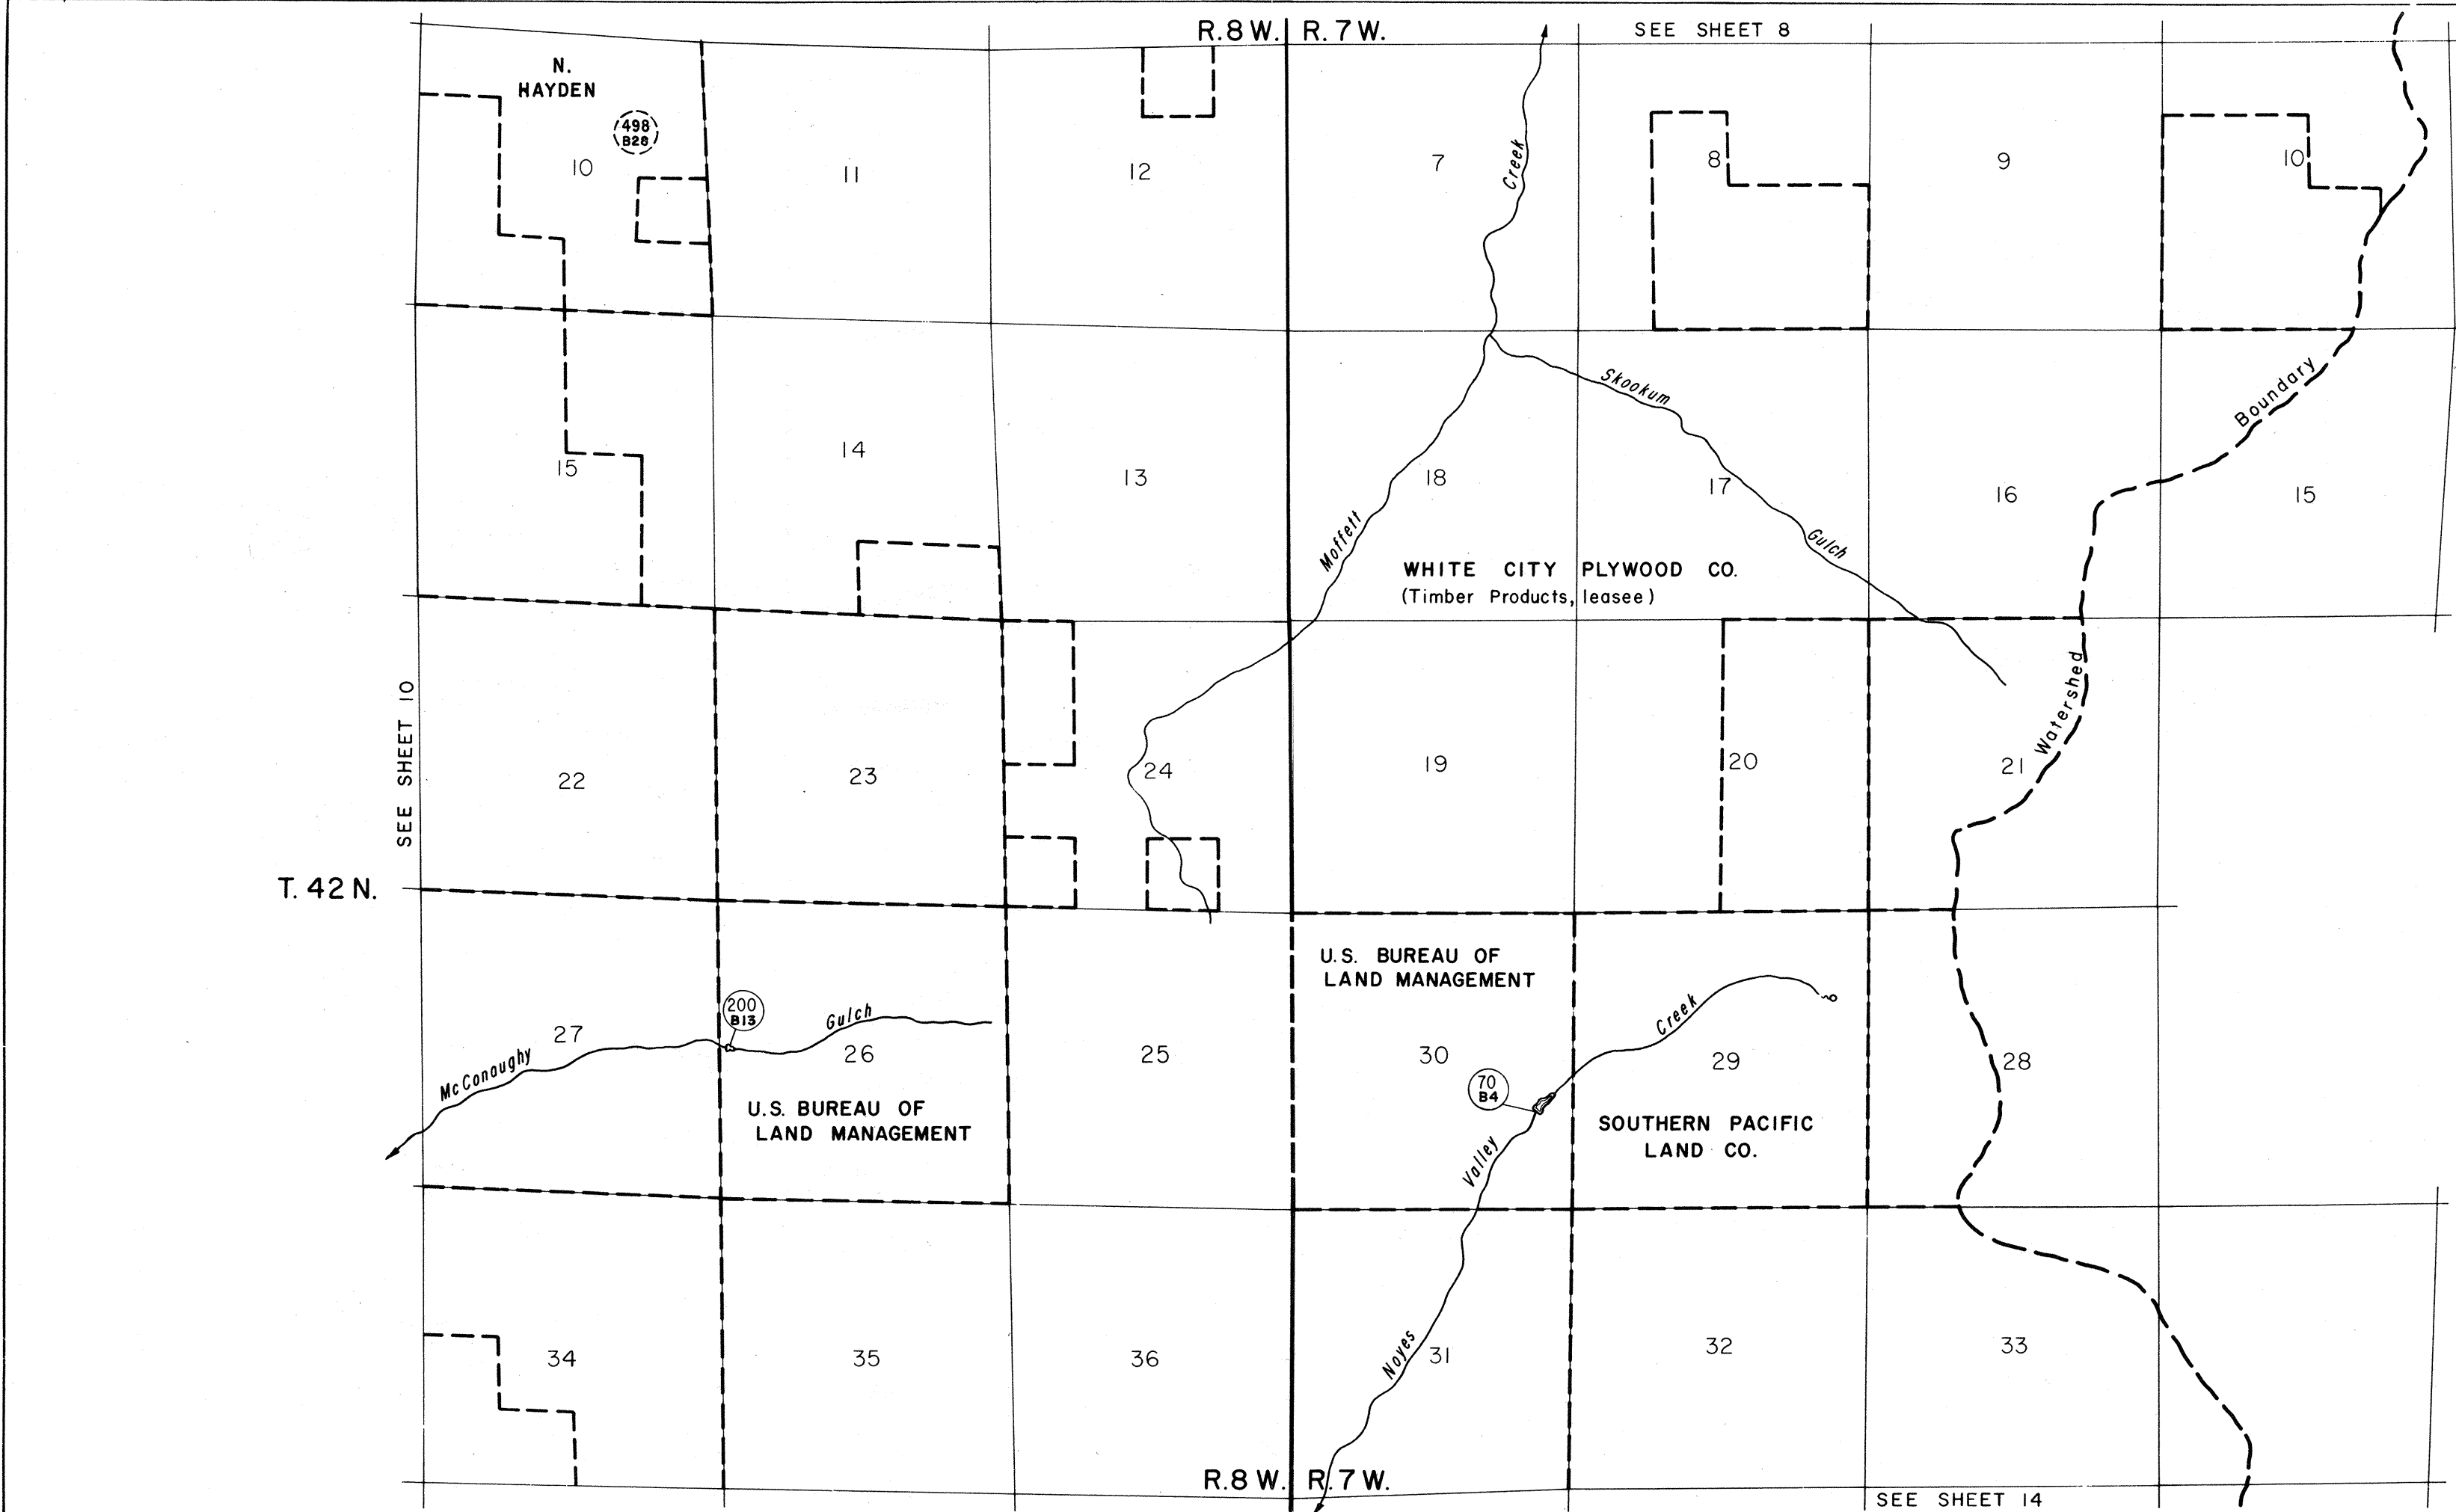 R.8 W. R. 7 W.
SEE SHEET 8
N.
HAYDEN
498
B28
10
11
12
7
8
9
10
Creek
Skookum
Boundary
15
14
13
18
17
16
15
Moffett
Gulch
WHITE CITY PLYWOOD CO.
(Timber Products, leasee)
SEE SHEET 10
22
23
24
19
20
21
Watershed
T. 42 N.
U.S. BUREAU OF
LAND MANAGEMENT
200
B13
Gulch
Creek
27
McConaughy
26
25
30
29
28
70
B4
U.S. BUREAU OF
LAND MANAGEMENT
SOUTHERN PACIFIC
LAND CO.
Valley
Noyes
34
35
36
31
32
33
R.8 W. R. 7 W.
SEE SHEET 14